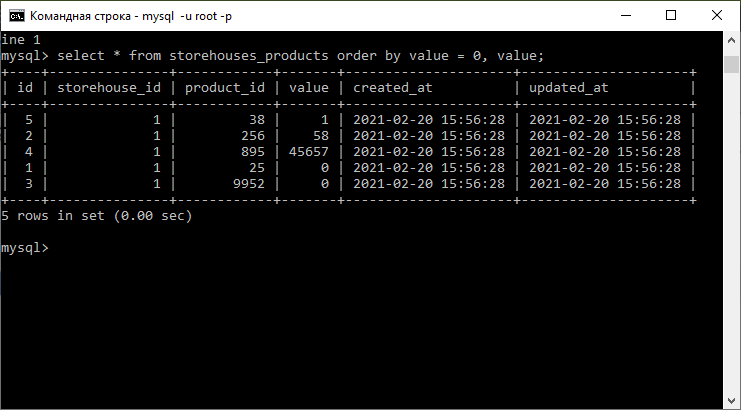 Командная строка - mysql -u root -p
ine 1
mysql> select * from storehouses_products order by value = 0, value;
+----+---------------+------------+-------+---------------------+---------------------+
| id | storehouse_id | product_id | value | created_at          | updated_at          |
+----+---------------+------------+-------+---------------------+---------------------+
|  5 |             1 |         38 |     1 | 2021-02-20 15:56:28 | 2021-02-20 15:56:28 |
|  2 |             1 |        256 |    58 | 2021-02-20 15:56:28 | 2021-02-20 15:56:28 |
|  4 |             1 |        895 | 45657 | 2021-02-20 15:56:28 | 2021-02-20 15:56:28 |
|  1 |             1 |         25 |     0 | 2021-02-20 15:56:28 | 2021-02-20 15:56:28 |
|  3 |             1 |       9952 |     0 | 2021-02-20 15:56:28 | 2021-02-20 15:56:28 |
+----+---------------+------------+-------+---------------------+---------------------+
5 rows in set (0.00 sec)
mysql>